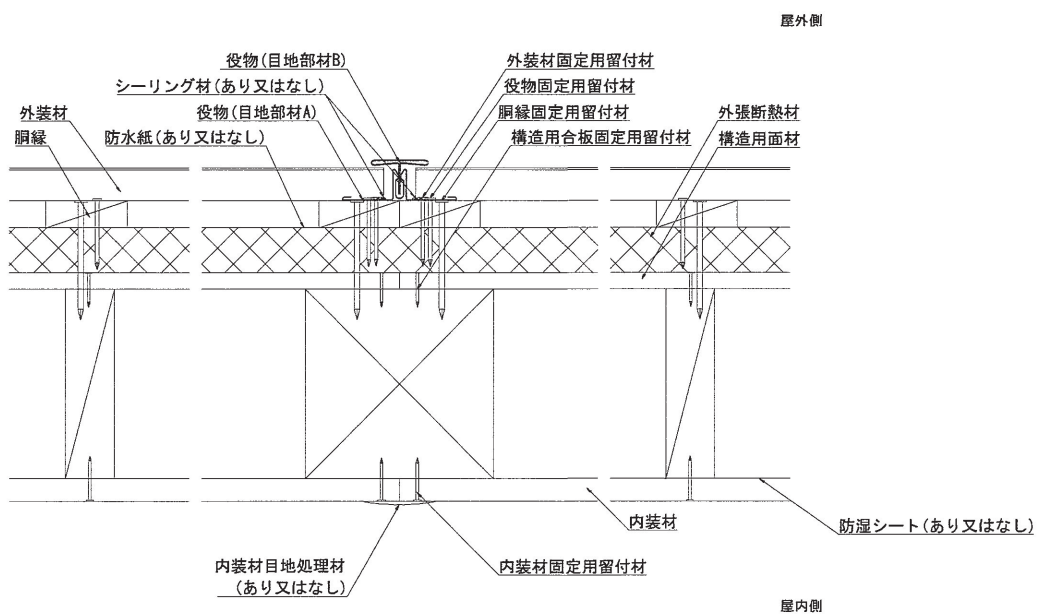 屋外側
役物(目地部材B)
シーリング材(あり又はなし)
役物(目地部材A)
防水紙(あり又はなし)
外装材
胴縁
外装材固定用留付材
役物固定用留付材
胴縁固定用留付材
構造用合板固定用留付材
外張断熱材
構造用面材
内装材
防湿シート(あり又はなし)
内装材目地処理材
(あり又はなし)
内装材固定用留付材
屋内側